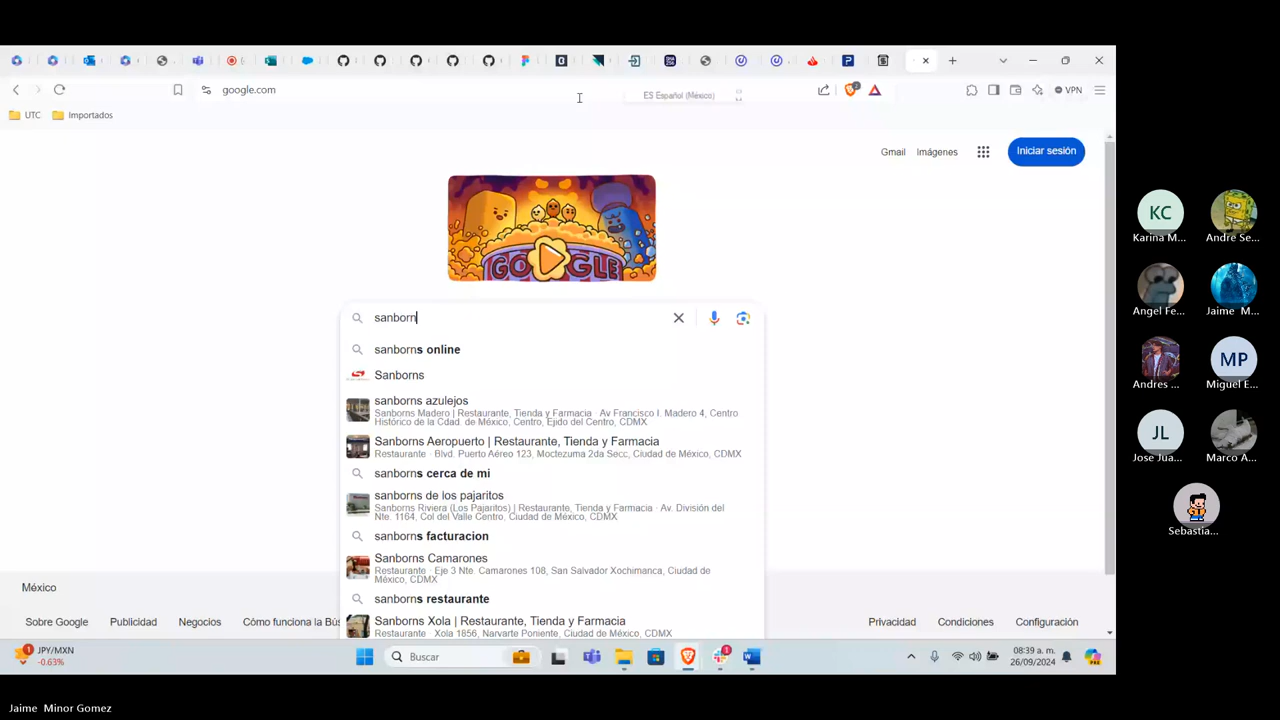 google.com
ES Español (México)
2
VPN
UTC
Importados
Gmail
Imágenes
Iniciar sesión
GOOGLE
sanborn
sanborns online
Sanborns
sanborns azulejos
Sanborns Madero | Restaurante, Tienda y Farmacia · Av Francisco I. Madero 4, Centro
Histórico de la Cdad. de México, Centro, Ejido del Centro, CDMX
Sanborns Aeropuerto | Restaurante, Tienda y Farmacia
Restaurante · Blvd. Puerto Aéreo 123, Moctezuma 2da Secc, Ciudad de México, CDMX
sanborns cerca de mi
sanborns de los pajaritos
Sanborns Riviera (Los Pajaritos) | Restaurante, Tienda y Farmacia · Av. División del
Nte. 1164, Col del Valle Centro, Ciudad de México, CDMX
sanborns facturacion
Sanborns Camarones
Restaurante · Eje 3 Nte. Camarones 108, San Salvador Xochimanca, Ciudad de
México, CDMX
sanborns restaurante
Sanborns Xola | Restaurante, Tienda y Farmacia
Restaurante · Xola 1856, Narvarte Poniente, Ciudad de México, CDMX
México
Sobre Google
Publicidad
Negocios
Cómo funciona la Bús
Privacidad
Condiciones
Configuración
1
JPY/MXN
-0.63%
Buscar
1
08:39 a. m.
26/09/2024
KC
Karina M...
Andre Se...
Angel Fe...
Jaime M...
Andres ...
MP
Miguel E...
JL
Jose Jua...
Marco A...
Sebastia...
Jaime Minor Gomez